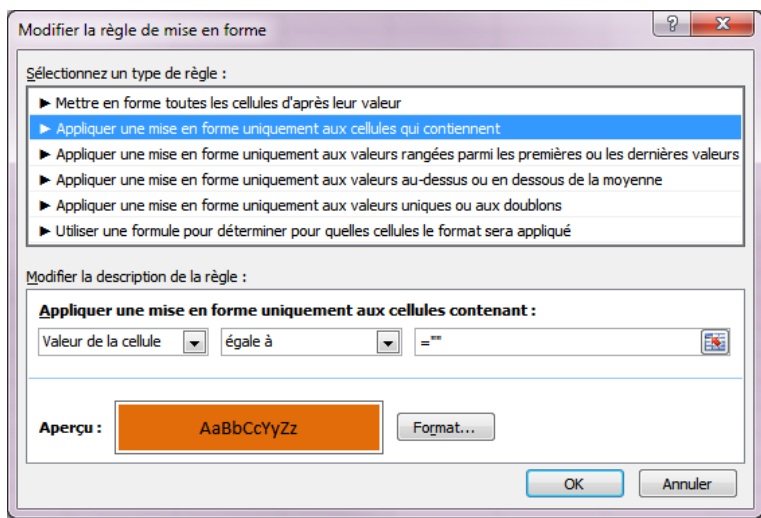 Modifier la règle de mise en forme
Sélectionnez un type de règle :
► Mettre en forme toutes les cellules d'après leur valeur
► Appliquer une mise en forme uniquement aux cellules qui contiennent
► Appliquer une mise en forme uniquement aux valeurs rangées parmi les premières ou les dernières valeurs
► Appliquer une mise en forme uniquement aux valeurs au-dessus ou en dessous de la moyenne
► Appliquer une mise en forme uniquement aux valeurs uniques ou aux doublons
► Utiliser une formule pour déterminer pour quelles cellules le format sera appliqué
Modifier la description de la règle :
Appliquer une mise en forme uniquement aux cellules contenant :
Valeur de la cellule égale à =""
Aperçu : AaBbCcYyZz Format...
OK Annuler